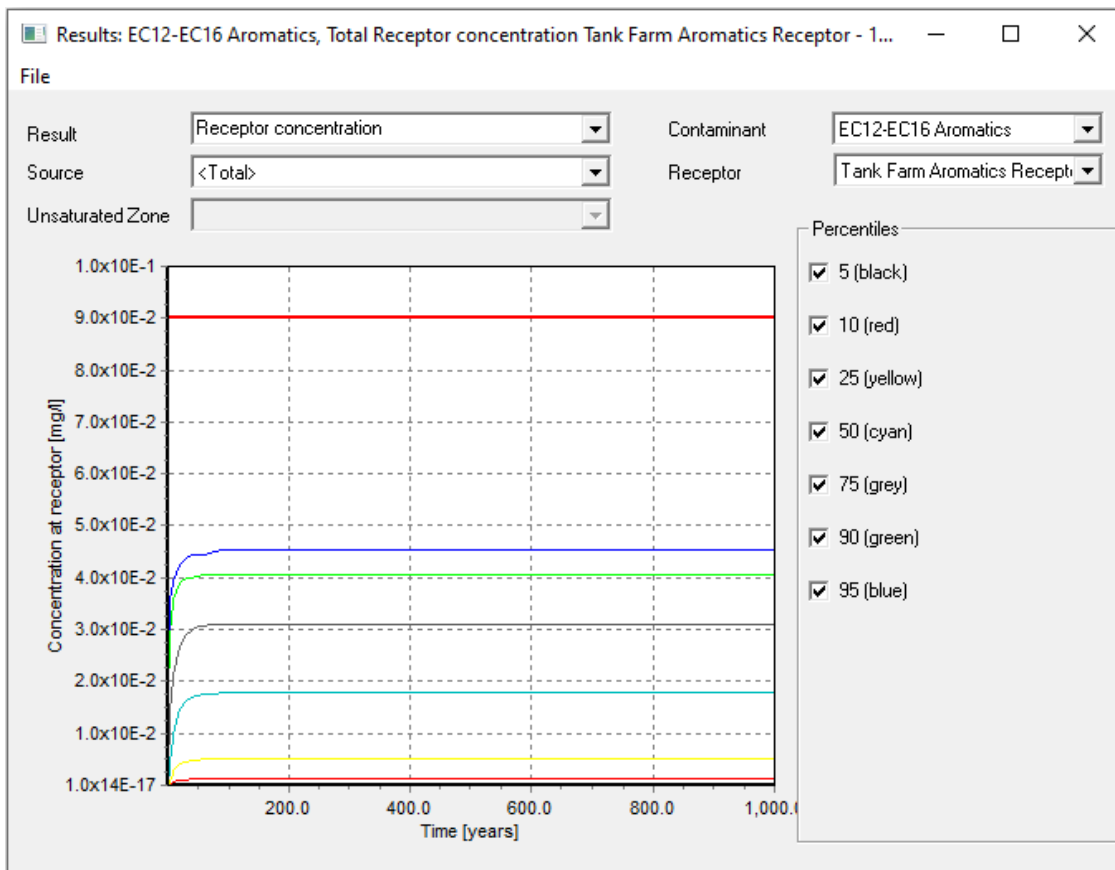 Results: EC12-EC16 Aromatics, Total Receptor concentration Tank Farm Aromatics Receptor - 1...
File
Result
Receptor concentration
Contaminant
EC12-EC16 Aromatics
Source
<Total>
Receptor
Tank Farm Aromatics Recept
Unsaturated Zone
Percentiles
5 (black)
10 (red)
25 (yellow)
50 (cyan)
75 (grey)
90 (green)
95 (blue)
Concentration at receptor [mg/l]
1.0x10E-1
9.0x10E-2
8.0x10E-2
7.0x10E-2
6.0x10E-2
5.0x10E-2
4.0x10E-2
3.0x10E-2
2.0x10E-2
1.0x10E-2
1.0x14E-17
200.0
400.0
600.0
800.0
1,000.0
Time [years]